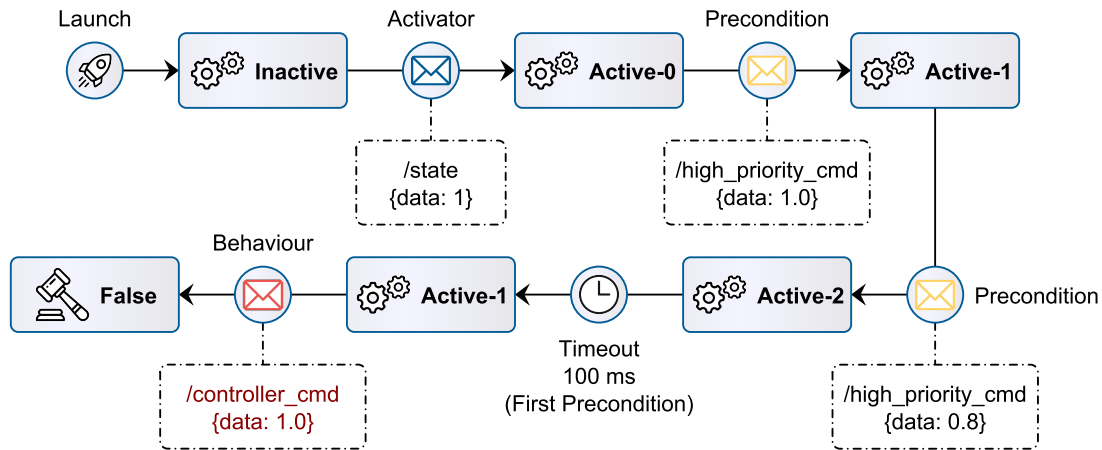 Launch
Activator
Precondition
Inactive
Active-0
Active-1
/state
{data: 1}
/high_priority_cmd
{data: 1.0}
Behaviour
False
Active-1
Active-2
Precondition
Timeout
100 ms
(First Precondition)
/controller_cmd
{data: 1.0}
/high_priority_cmd
{data: 0.8}